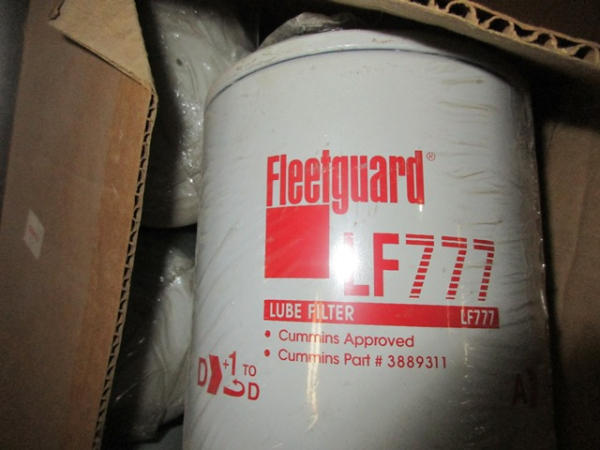 Fleetguard®
LF777
LUBE FILTER LF777
• Cummins Approved
• Cummins Part # 3889311
D +1 TO D
A